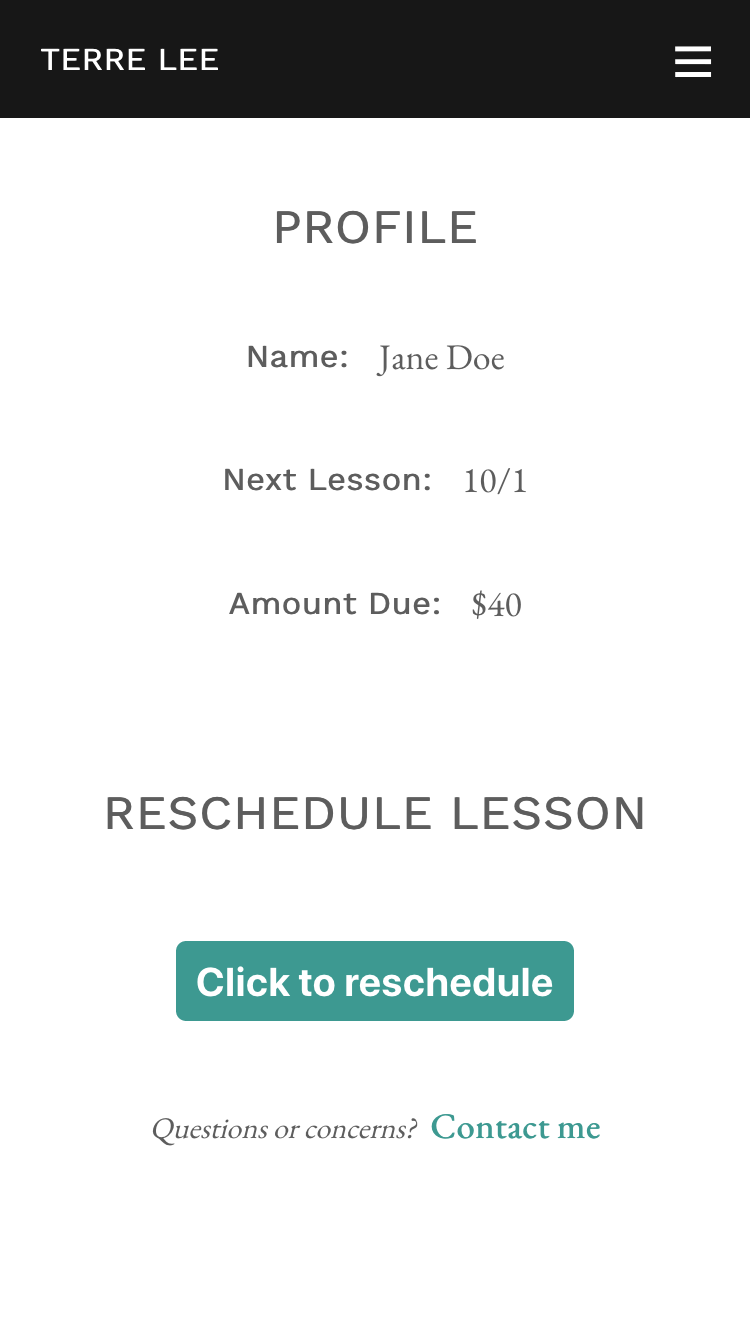 TERRE LEE
PROFILE
Name: Jane Doe
Next Lesson: 10/1
Amount Due: $40
RESCHEDULE LESSON
Click to reschedule
Questions or concerns? Contact me